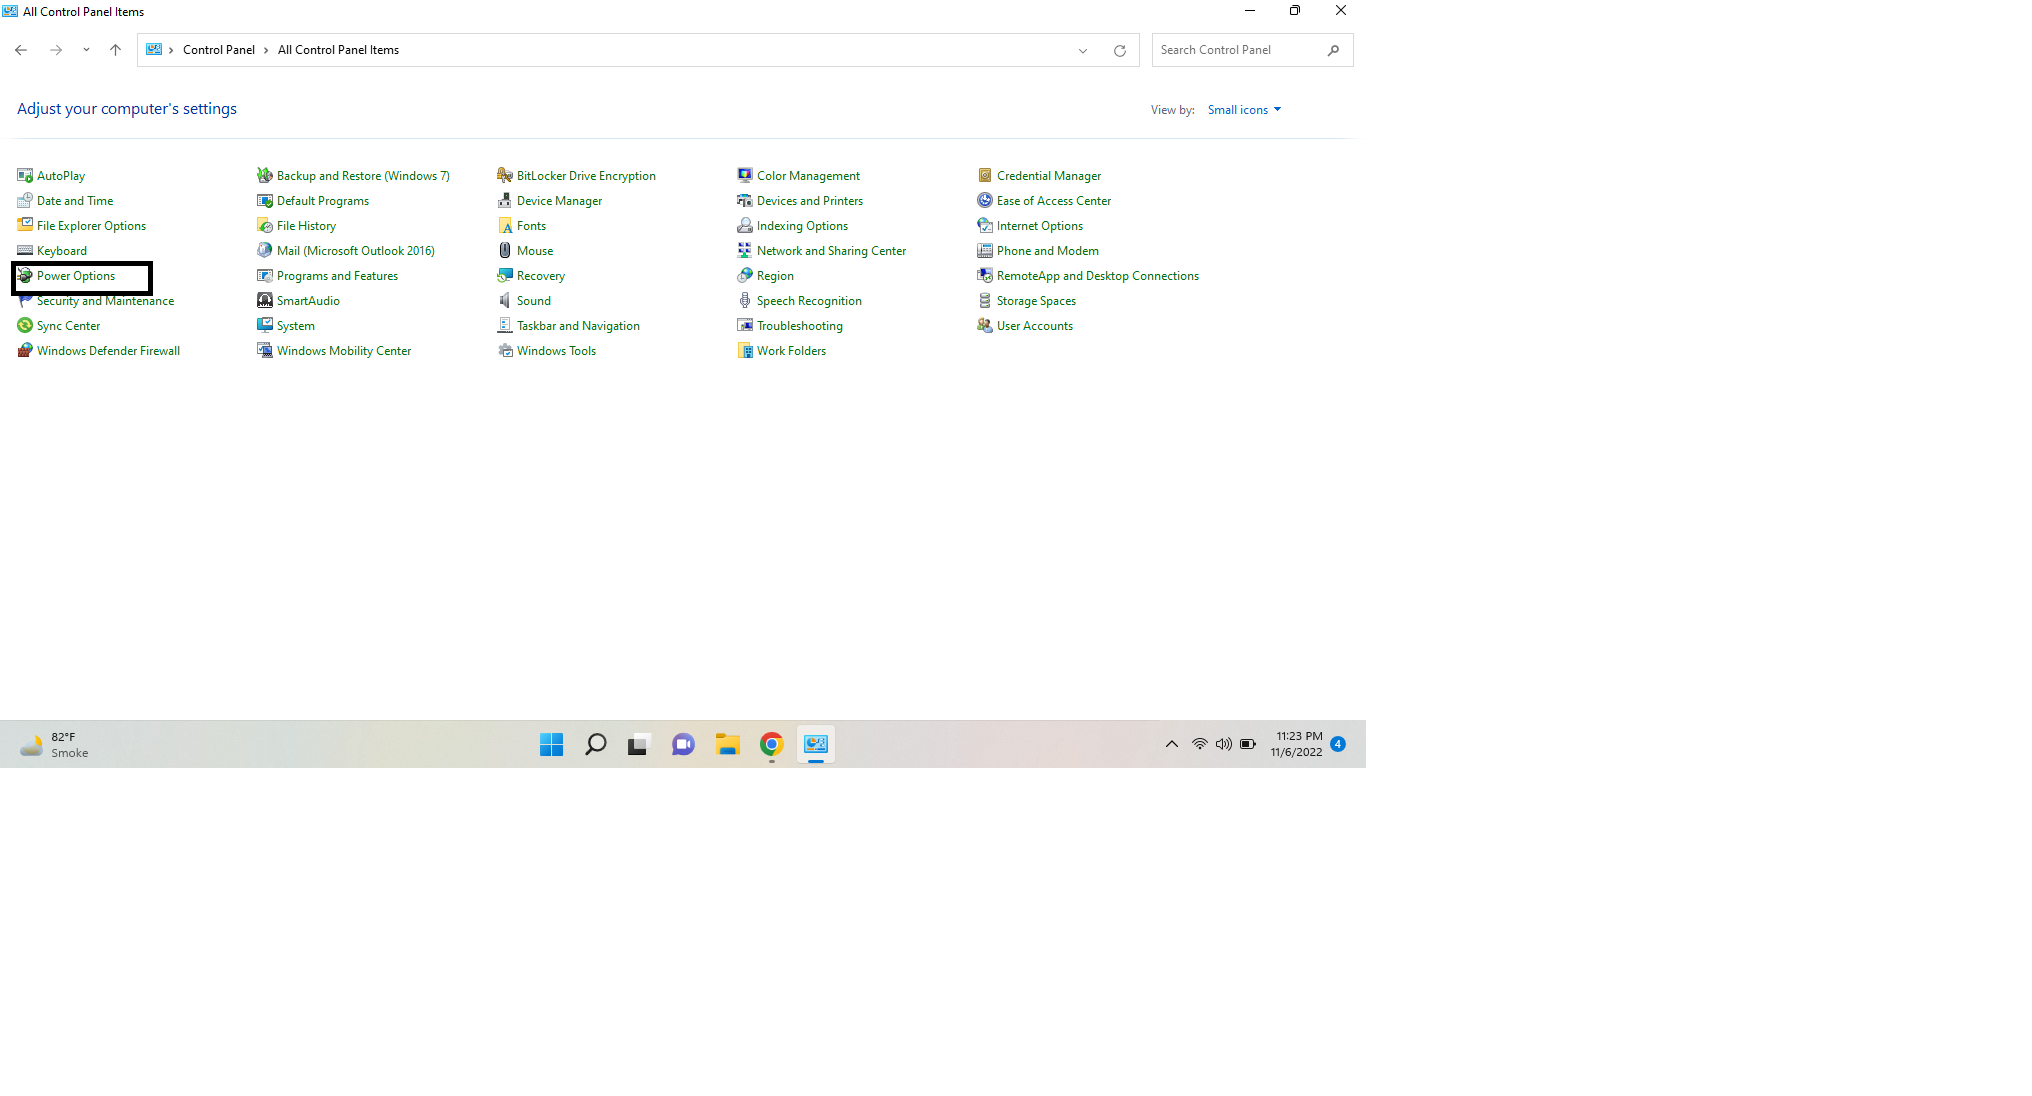 All Control Panel Items
Control Panel > All Control Panel Items
Search Control Panel
Adjust your computer's settings
View by: Small icons
AutoPlay
Backup and Restore (Windows 7)
BitLocker Drive Encryption
Color Management
Credential Manager
Date and Time
Default Programs
Device Manager
Devices and Printers
Ease of Access Center
File Explorer Options
File History
Fonts
Indexing Options
Internet Options
Keyboard
Mail (Microsoft Outlook 2016)
Mouse
Network and Sharing Center
Phone and Modem
Power Options
Programs and Features
Recovery
Region
RemoteApp and Desktop Connections
Security and Maintenance
SmartAudio
Sound
Speech Recognition
Storage Spaces
Sync Center
System
Taskbar and Navigation
Troubleshooting
User Accounts
Windows Defender Firewall
Windows Mobility Center
Windows Tools
Work Folders
82°F
Smoke
11:23 PM
11/6/2022
4